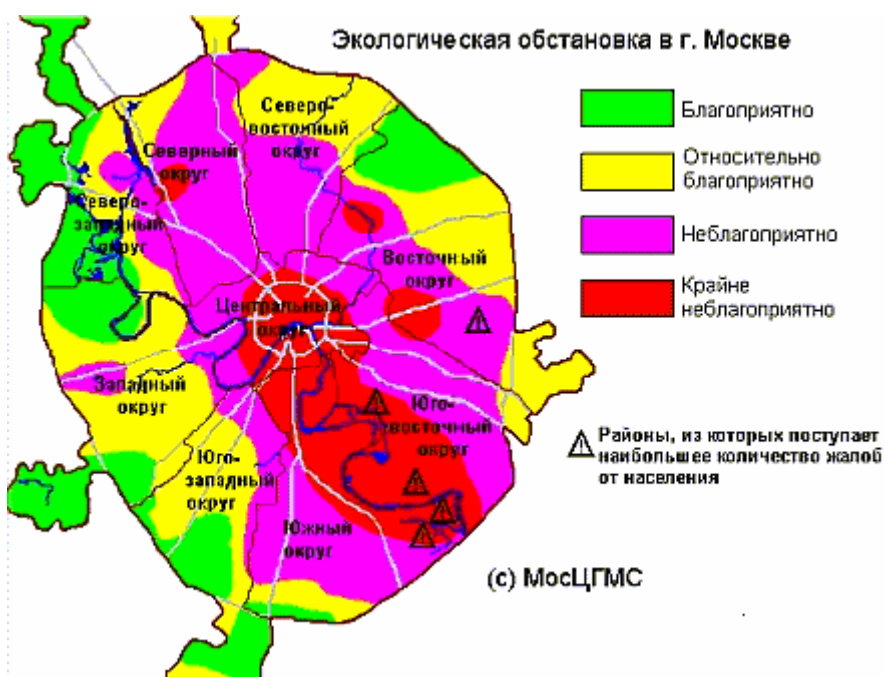 Экологическая обстановка в г. Москве
Благоприятно
Относительно
благоприятно
Неблагоприятно
Крайне
неблагоприятно
Северо-
восточный
округ
Северный
округ
Северо-
западный
округ
Восточный
округ
Центральный
округ
Западный
округ
Юго-
восточный
округ
Юго-
западный
округ
Южный
округ
Районы, из которых поступает
наибольшее количество жалоб
от населения
(c) МосЦГМС